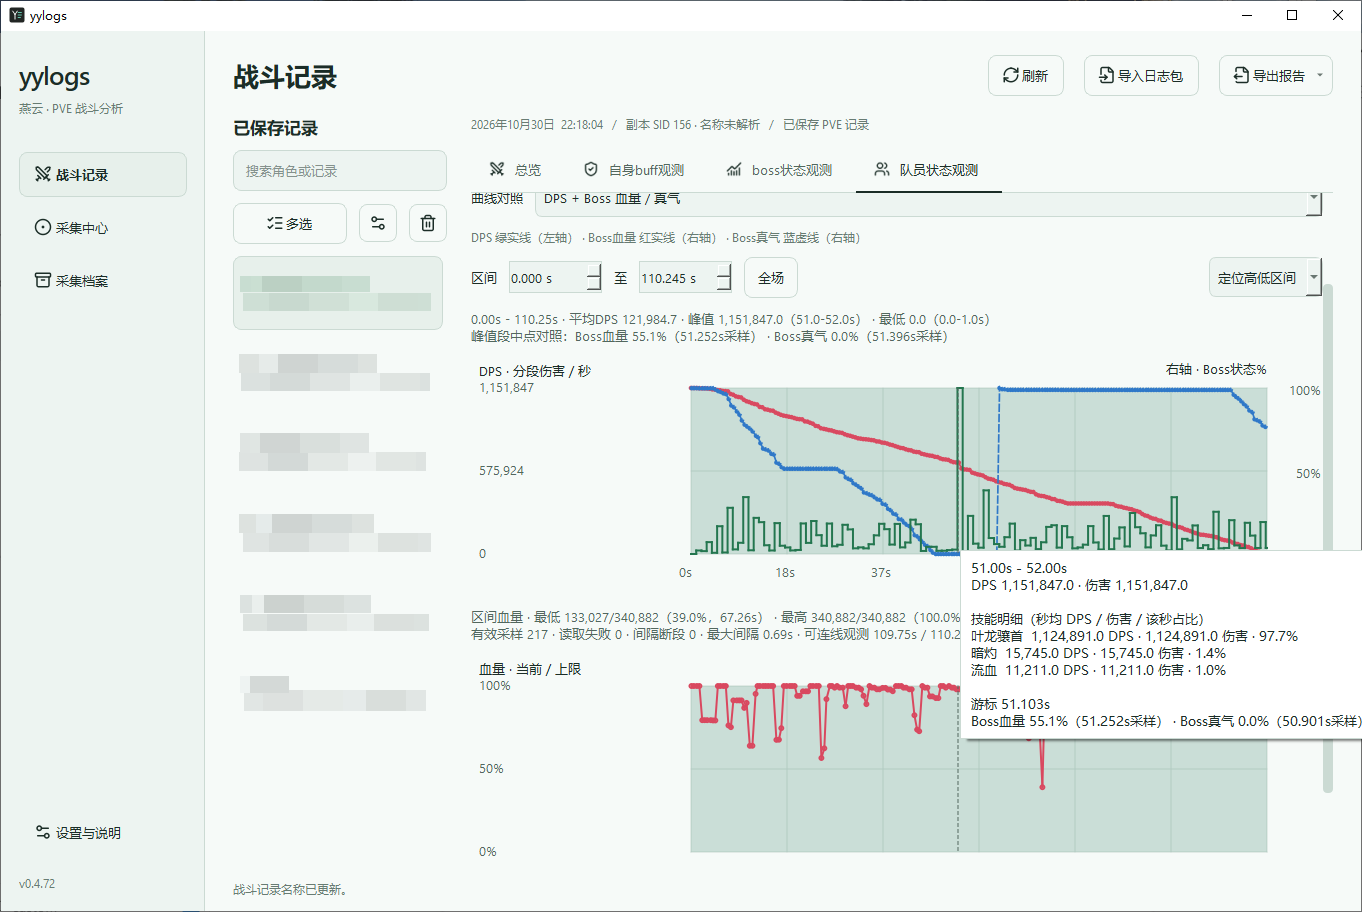 yylogs
yylogs
燕云 · PVE 战斗分析
战斗记录
采集中心
采集档案
设置与说明
v0.4.72
战斗记录
刷新
导入日志包
导出报告
已保存记录
搜索角色或记录
多选
战斗记录名称已更新。
2026年10月30日 22:18:04 / 副本 SID 156 · 名称未解析 / 已保存 PVE 记录
总览
自身buff观测
boss状态观测
队员状态观测
曲线对照
DPS + Boss 血量 / 真气
DPS 绿实线（左轴） · Boss血量 红实线（右轴） · Boss真气 蓝虚线（右轴）
区间
0.000 s
至
110.245 s
全场
定位高低区间
0.00s - 110.25s · 平均DPS 121,984.7 · 峰值 1,151,847.0（51.0-52.0s） · 最低 0.0（0.0-1.0s）
峰值段中点对照：Boss血量 55.1%（51.252s采样） · Boss真气 0.0%（51.396s采样）
DPS · 分段伤害 / 秒
右轴 · Boss状态%
1,151,847
100%
575,924
50%
0
0s
18s
37s
51.00s - 52.00s
DPS 1,151,847.0 · 伤害 1,151,847.0
技能明细（秒均 DPS / 伤害 / 该秒占比）
叶龙骧首 1,124,891.0 DPS · 1,124,891.0 伤害 · 97.7%
暗灼 15,745.0 DPS · 15,745.0 伤害 · 1.4%
流血 11,211.0 DPS · 11,211.0 伤害 · 1.0%
游标 51.103s
Boss血量 55.1%（51.252s采样） · Boss真气 0.0%（50.901s采样）
区间血量 · 最低 133,027/340,882（39.0%，67.26s） · 最高 340,882/340,882（100.0%
有效采样 217 · 读取失败 0 · 间隔断段 0 · 最大间隔 0.69s · 可连线观测 109.75s / 110.2
血量 · 当前 / 上限
100%
50%
0%